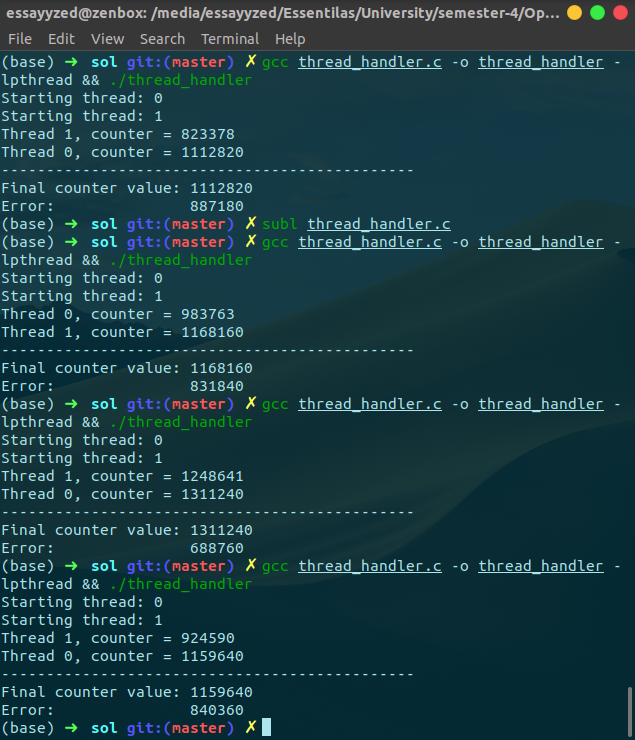 essayyzed@zenbox: /media/essayyzed/Essentilas/University/semester-4/Op...
File Edit View Search Terminal Help
(base) ➜ sol git:(master) ✗ gcc thread_handler.c -o thread_handler -
lpthread && ./thread_handler
Starting thread: 0
Starting thread: 1
Thread 1, counter = 823378
Thread 0, counter = 1112820
----------------------------------------------
Final counter value: 1112820
Error:               887180
(base) ➜ sol git:(master) ✗ subl thread_handler.c
(base) ➜ sol git:(master) ✗ gcc thread_handler.c -o thread_handler -
lpthread && ./thread_handler
Starting thread: 0
Starting thread: 1
Thread 0, counter = 983763
Thread 1, counter = 1168160
----------------------------------------------
Final counter value: 1168160
Error:               831840
(base) ➜ sol git:(master) ✗ gcc thread_handler.c -o thread_handler -
lpthread && ./thread_handler
Starting thread: 0
Starting thread: 1
Thread 1, counter = 1248641
Thread 0, counter = 1311240
----------------------------------------------
Final counter value: 1311240
Error:               688760
(base) ➜ sol git:(master) ✗ gcc thread_handler.c -o thread_handler -
lpthread && ./thread_handler
Starting thread: 0
Starting thread: 1
Thread 1, counter = 924590
Thread 0, counter = 1159640
----------------------------------------------
Final counter value: 1159640
Error:               840360
(base) ➜ sol git:(master) ✗